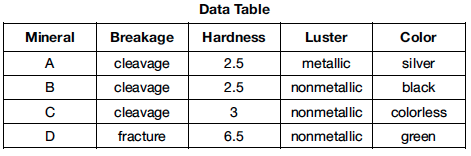 Data Table
Mineral Breakage Hardness Luster Color
A cleavage 2.5 metallic silver
B cleavage 2.5 nonmetallic black
C cleavage 3 nonmetallic colorless
D fracture 6.5 nonmetallic green